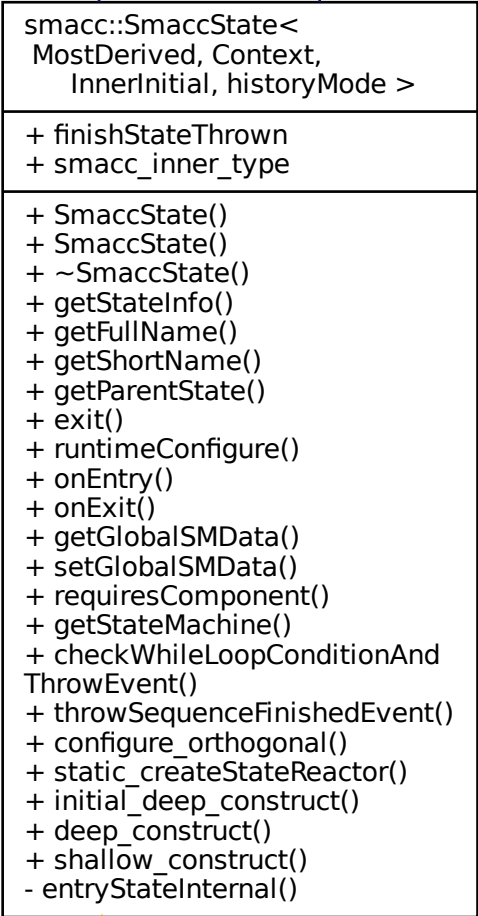 smacc::SmaccState<
MostDerived, Context,
InnerInitial, historyMode >
+ finishStateThrown
+ smacc_inner_type
+ SmaccState()
+ SmaccState()
+ ~SmaccState()
+ getStateInfo()
+ getFullName()
+ getShortName()
+ getParentState()
+ exit()
+ runtimeConfigure()
+ onEntry()
+ onExit()
+ getGlobalSMData()
+ setGlobalSMData()
+ requiresComponent()
+ getStateMachine()
+ checkWhileLoopConditionAnd
ThrowEvent()
+ throwSequenceFinishedEvent()
+ configure_orthogonal()
+ static_createStateReactor()
+ initial_deep_construct()
+ deep_construct()
+ shallow_construct()
- entryStateInternal()